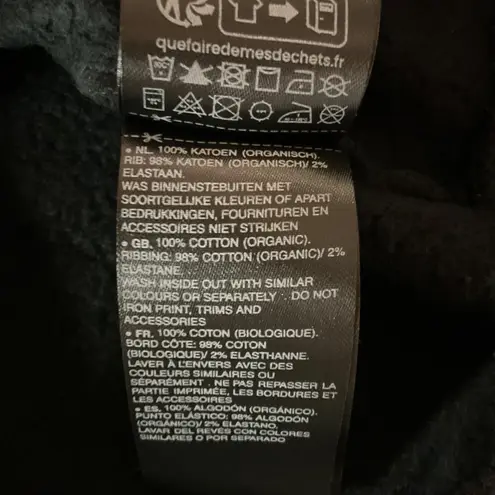 quefairedemesdechets.fr
• NL. 100% KATOEN (ORGANISCH).
RIB: 98% KATOEN (ORGANISCH)/ 2%
ELASTAAN.
WAS BINNENSTEBUITEN MET
SOORTGELIJKE KLEUREN OF APART
BEDRUKKINGEN, FOURNITUREN EN
ACCESSOIRES NIET STRIJKEN
• GB. 100% COTTON (ORGANIC).
RIBBING: 98% COTTON (ORGANIC)/ 2%
ELASTANE.
WASH INSIDE OUT WITH SIMILAR
COLOURS OR SEPARATELY . DO NOT
IRON PRINT, TRIMS AND
ACCESSORIES
• FR. 100% COTON (BIOLOGIQUE).
BORD CÔTE: 98% COTON
(BIOLOGIQUE)/ 2% ELASTHANNE.
LAVER À L'ENVERS AVEC DES
COULEURS SIMILAIRES OU
SÉPARÉMENT . NE PAS REPASSER LA
PARTIE IMPRIMÉE, LES BORDURES ET
LES ACCESSOIRES
• ES. 100% ALGODÓN (ORGÁNICO).
PUNTO ELÁSTICO: 98% ALGODÓN
(ORGÁNICO)/ 2% ELASTANO.
LAVAR DEL REVÉS CON COLORES
SIMILARES O POR SEPARADO